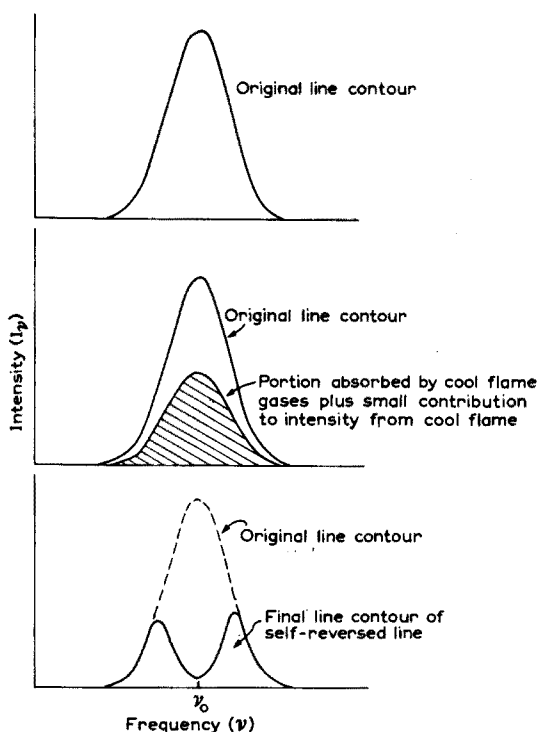 Original line contour
Original line contour
Portion absorbed by cool flame
gases plus small contribution
to intensity from cool flame
Intensity (Iν)
Original line contour
Final line contour of
self-reversed line
ν₀
Frequency (ν)